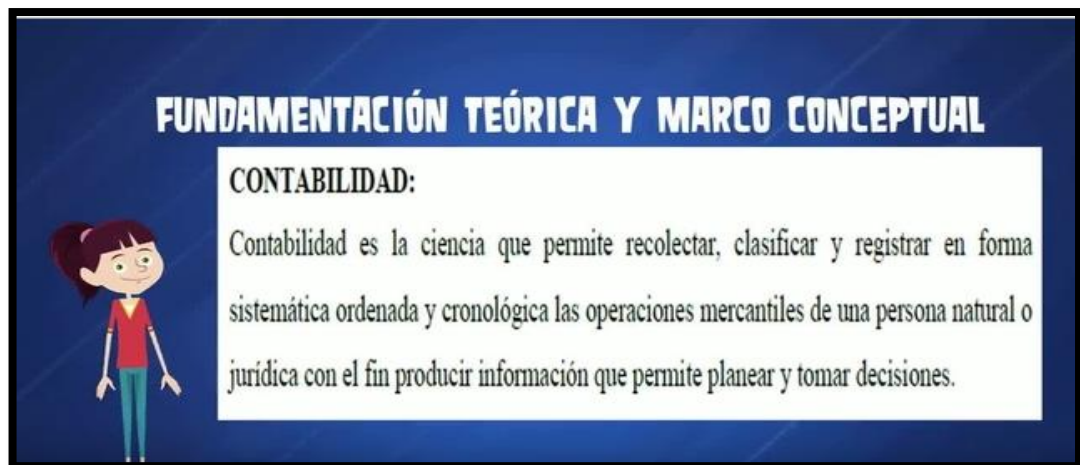 FUNDAMENTACIÓN TEÓRICA Y MARCO CONCEPTUAL
CONTABILIDAD:
Contabilidad es la ciencia que permite recolectar, clasificar y registrar en forma
sistemática ordenada y cronológica las operaciones mercantiles de una persona natural o
jurídica con el fin producir información que permite planear y tomar decisiones.